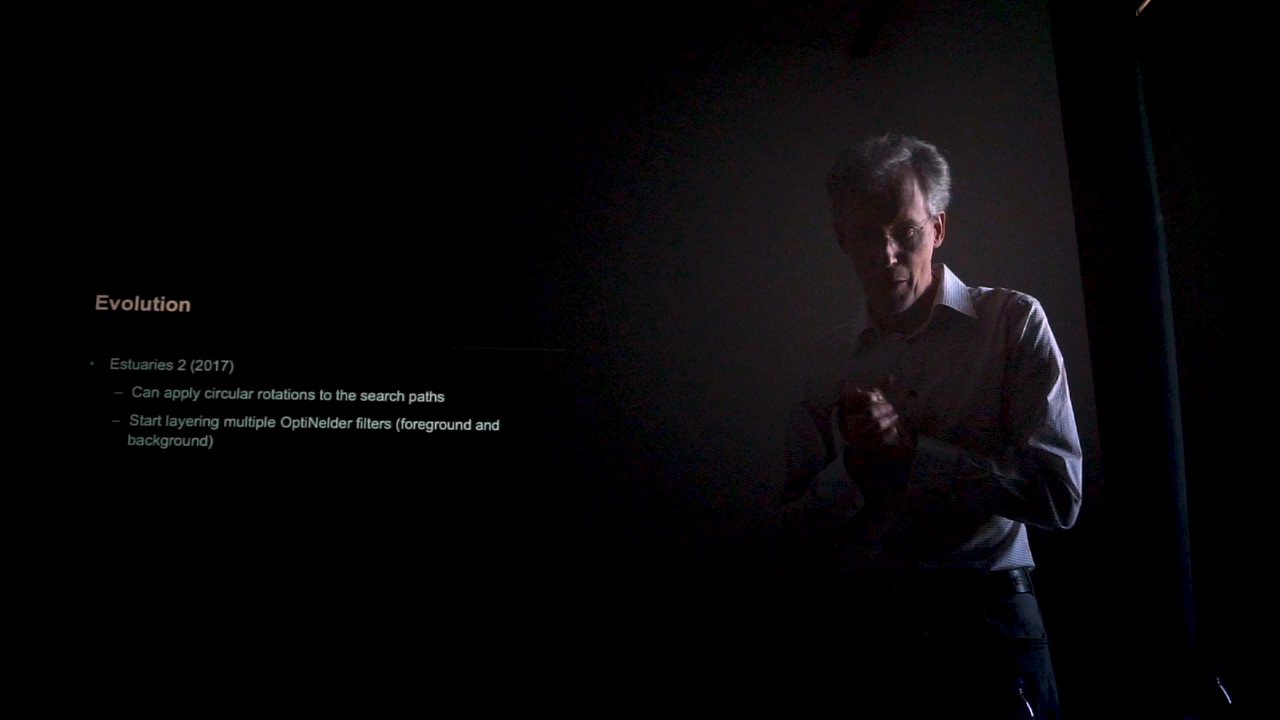 Evolution
• Estuaries 2 (2017)
– Can apply circular rotations to the search paths
– Start layering multiple OptiNelder filters (foreground and
background)